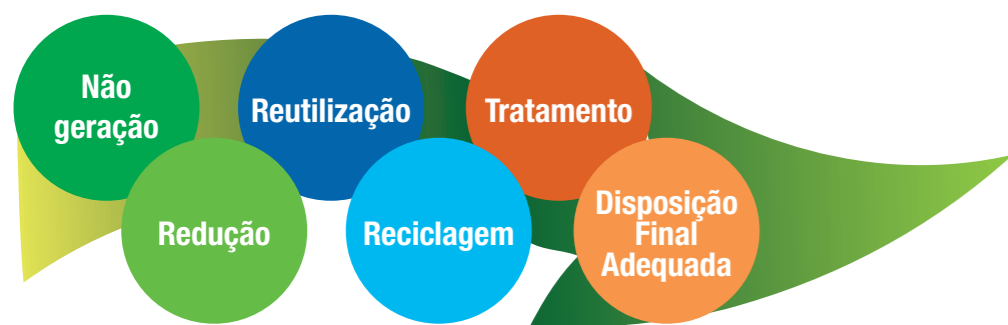 Não
geração
Redução
Reutilização
Reciclagem
Tratamento
Disposição
Final
Adequada